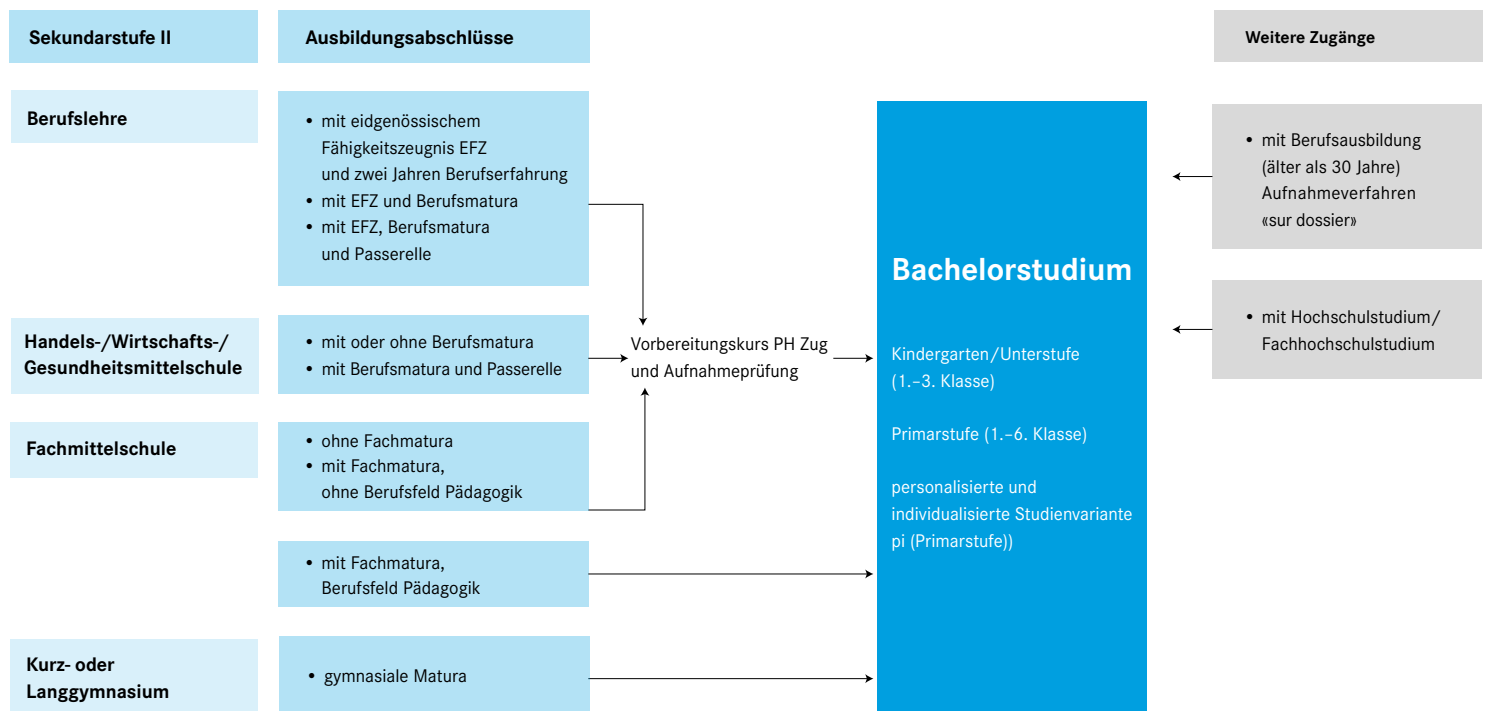 Sekundarstufe II
Ausbildungsabschlüsse
Weitere Zugänge
Berufslehre
• mit eidgenössischem
Fähigkeitszeugnis EFZ
und zwei Jahren Berufserfahrung
• mit EFZ und Berufsmatura
• mit EFZ, Berufsmatura
und Passerelle
Handels-/Wirtschafts-/
Gesundheitsmittelschule
• mit oder ohne Berufsmatura
• mit Berufsmatura und Passerelle
Fachmittelschule
• ohne Fachmatura
• mit Fachmatura,
ohne Berufsfeld Pädagogik
• mit Fachmatura,
Berufsfeld Pädagogik
Kurz- oder
Langgymnasium
• gymnasiale Matura
Vorbereitungskurs PH Zug
und Aufnahmeprüfung
Bachelorstudium
Kindergarten/Unterstufe
(1.–3. Klasse)
Primarstufe (1.–6. Klasse)
personalisierte und
individualisierte Studienvariante
pi (Primarstufe))
• mit Berufsausbildung
(älter als 30 Jahre)
Aufnahmeverfahren
«sur dossier»
• mit Hochschulstudium/
Fachhochschulstudium